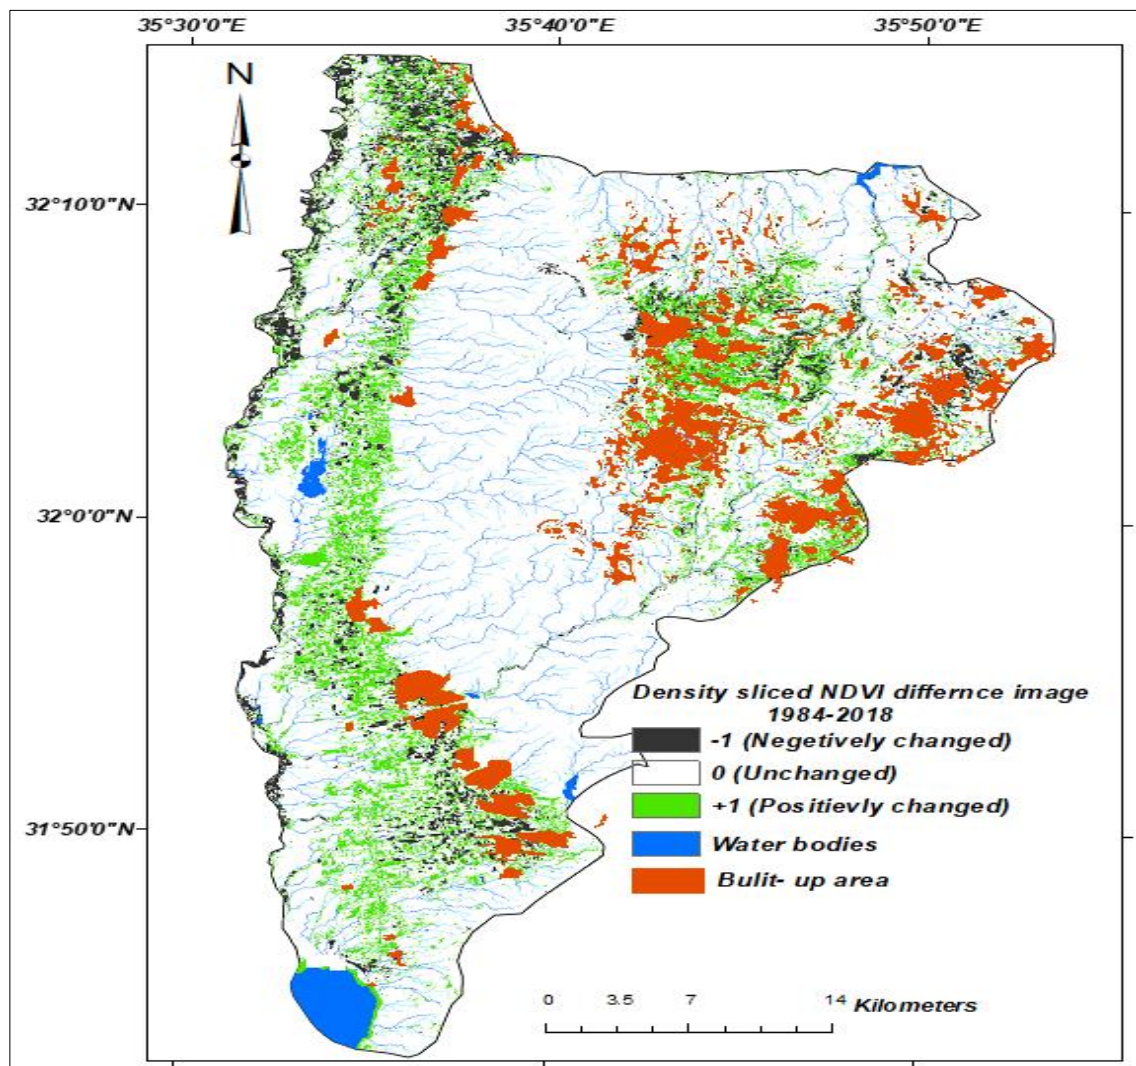 35°30'0"E 35°40'0"E 35°50'0"E
N
32°10'0"N
32°0'0"N
31°50'0"N
Density sliced NDVI differnce image
1984-2018
-1 (Negetively changed)
0 (Unchanged)
+1 (Positievly changed)
Water bodies
Bulit- up area
0 3.5 7 14 Kilometers